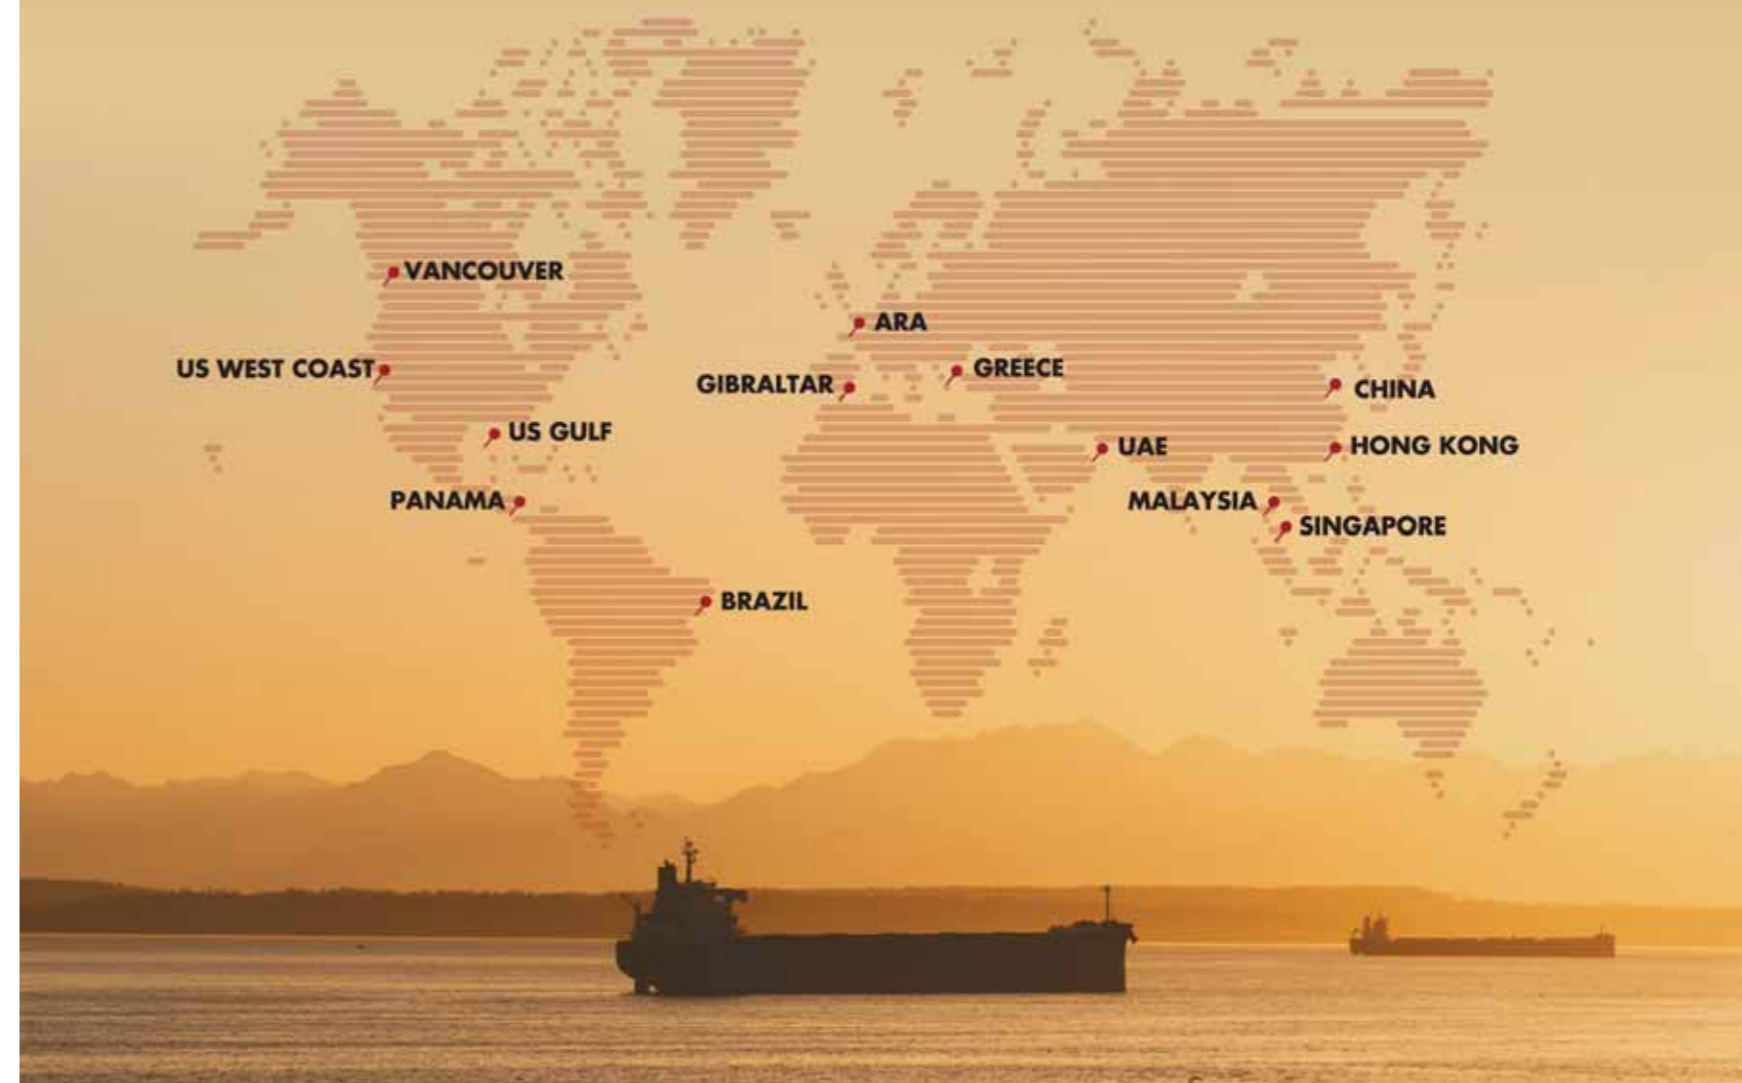 VANCOUVER
ARA
US WEST COAST
GREECE
GIBRALTAR
CHINA
US GULF
UAE
HONG KONG
PANAMA
MALAYSIA
SINGAPORE
BRAZIL